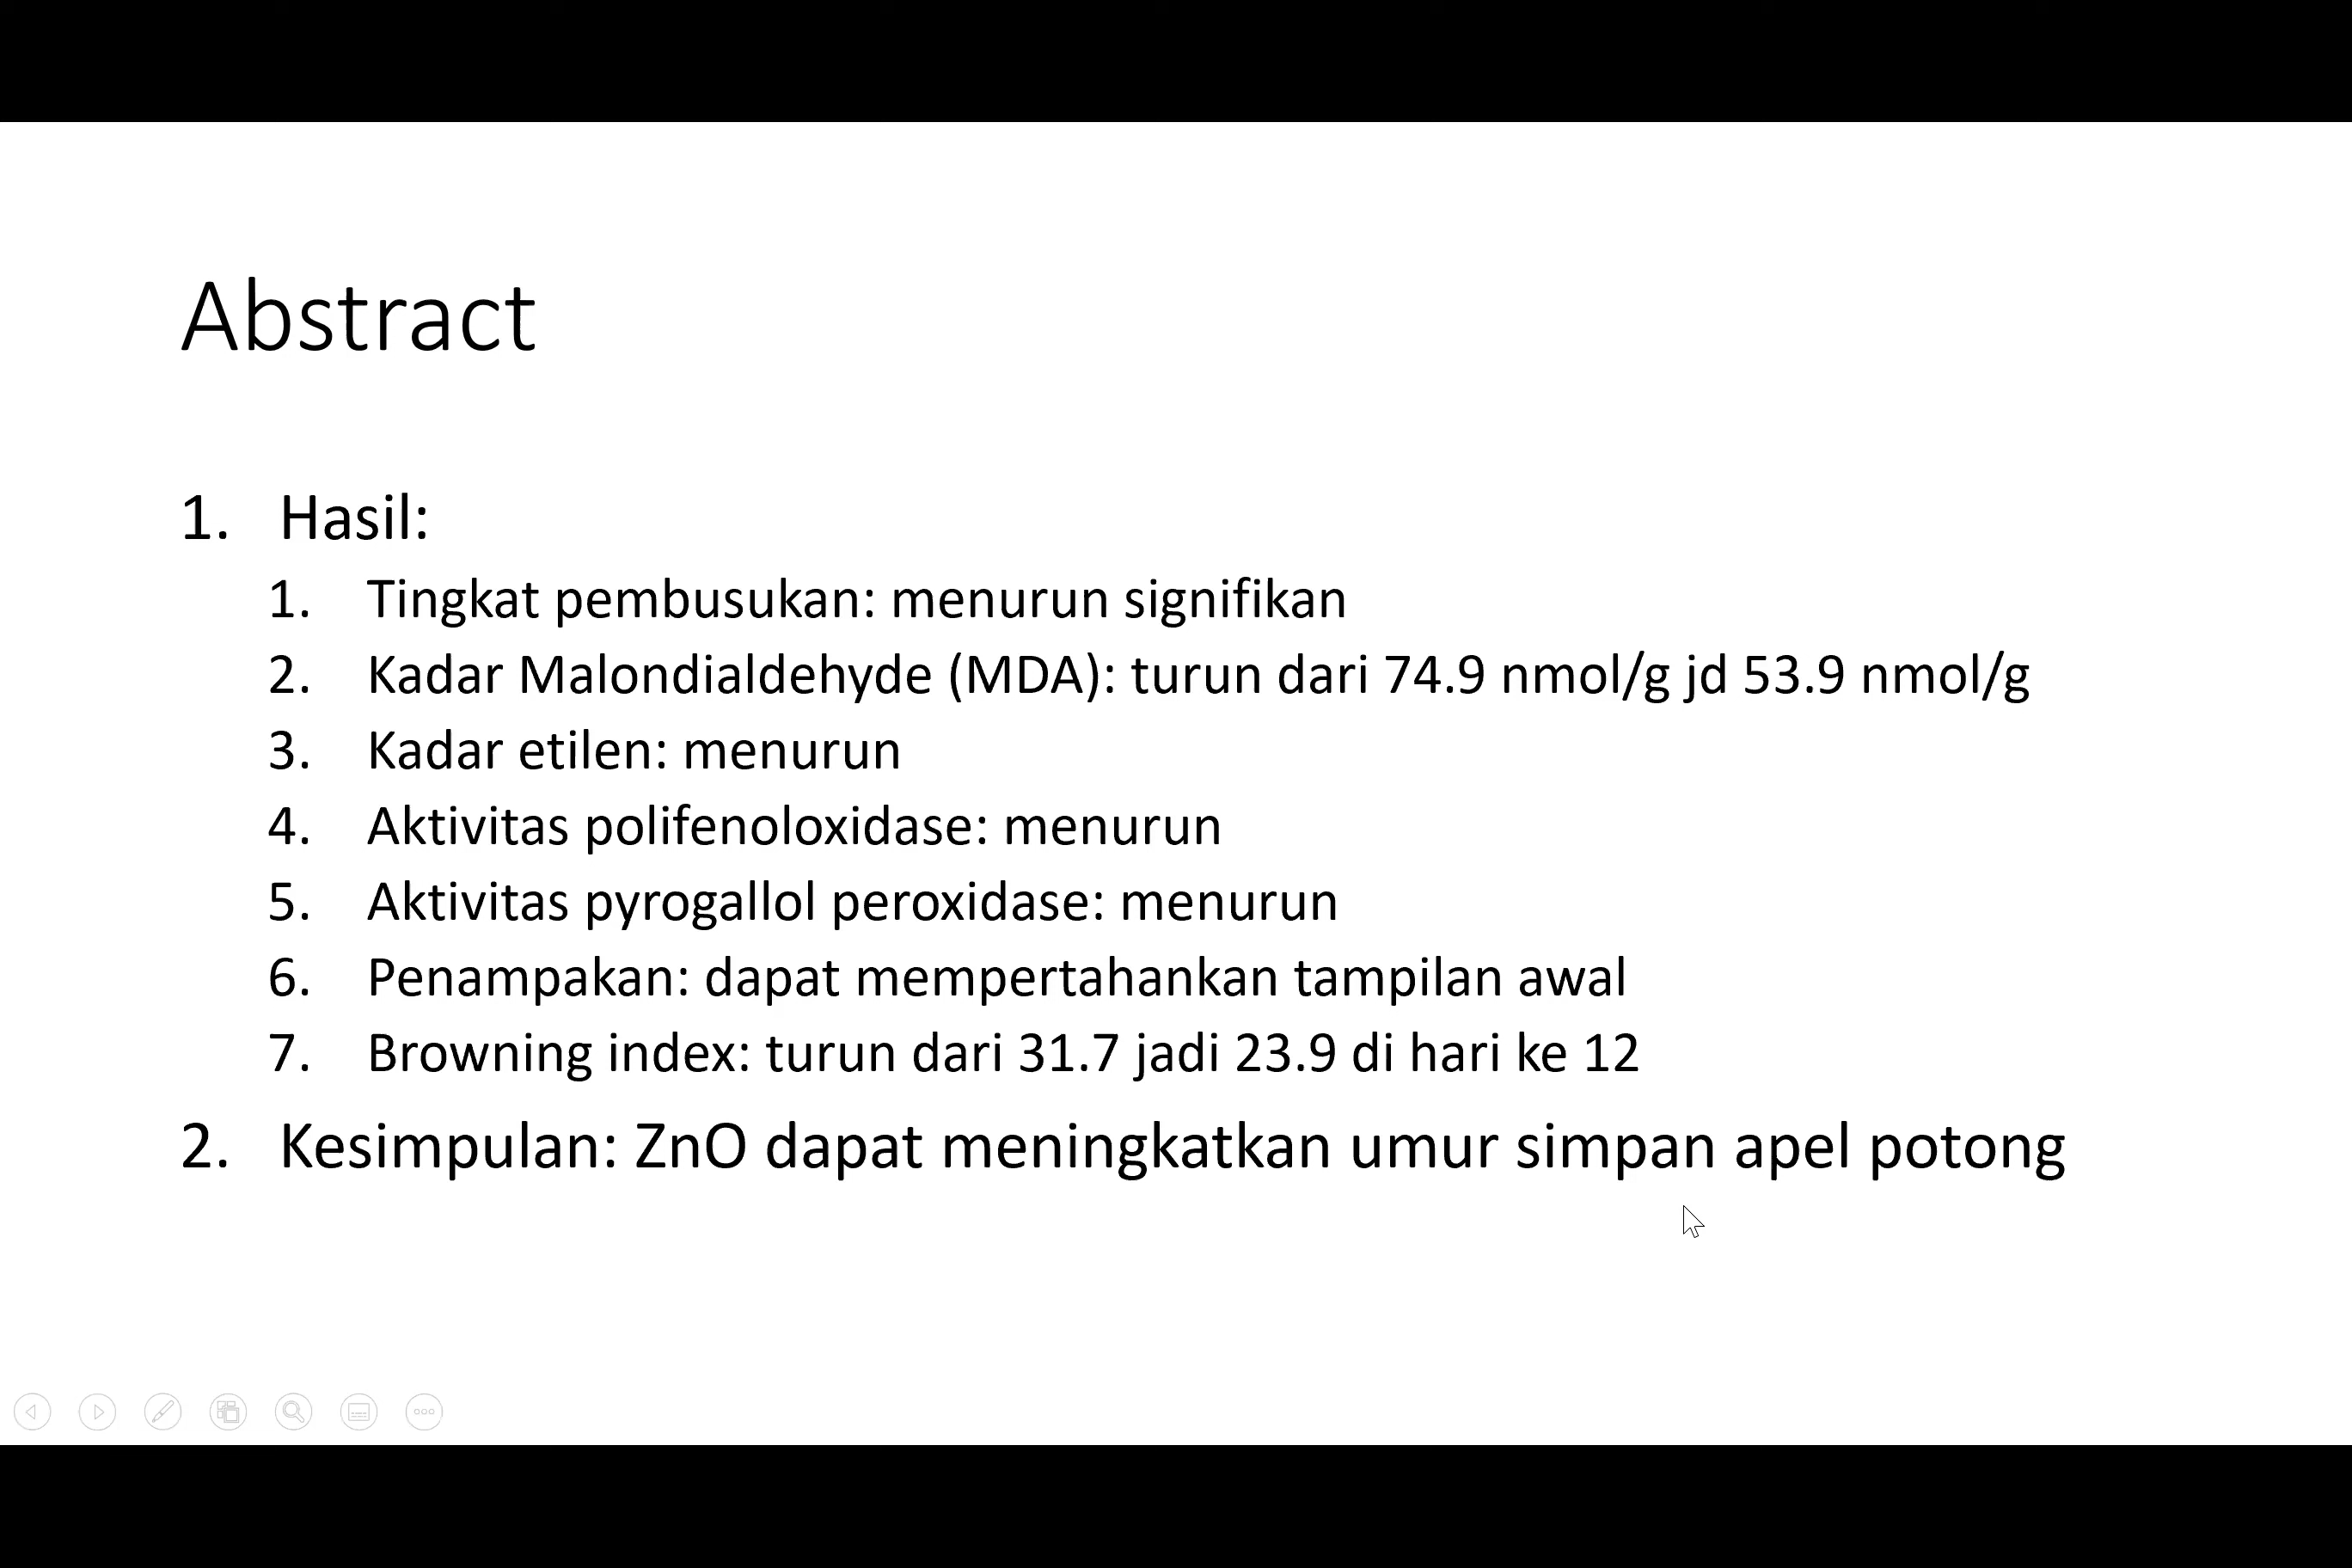 Abstract
1. Hasil:
1. Tingkat pembusukan: menurun signifikan
2. Kadar Malondialdehyde (MDA): turun dari 74.9 nmol/g jd 53.9 nmol/g
3. Kadar etilen: menurun
4. Aktivitas polifenoloxidase: menurun
5. Aktivitas pyrogallol peroxidase: menurun
6. Penampakan: dapat mempertahankan tampilan awal
7. Browning index: turun dari 31.7 jadi 23.9 di hari ke 12
2. Kesimpulan: ZnO dapat meningkatkan umur simpan apel potong